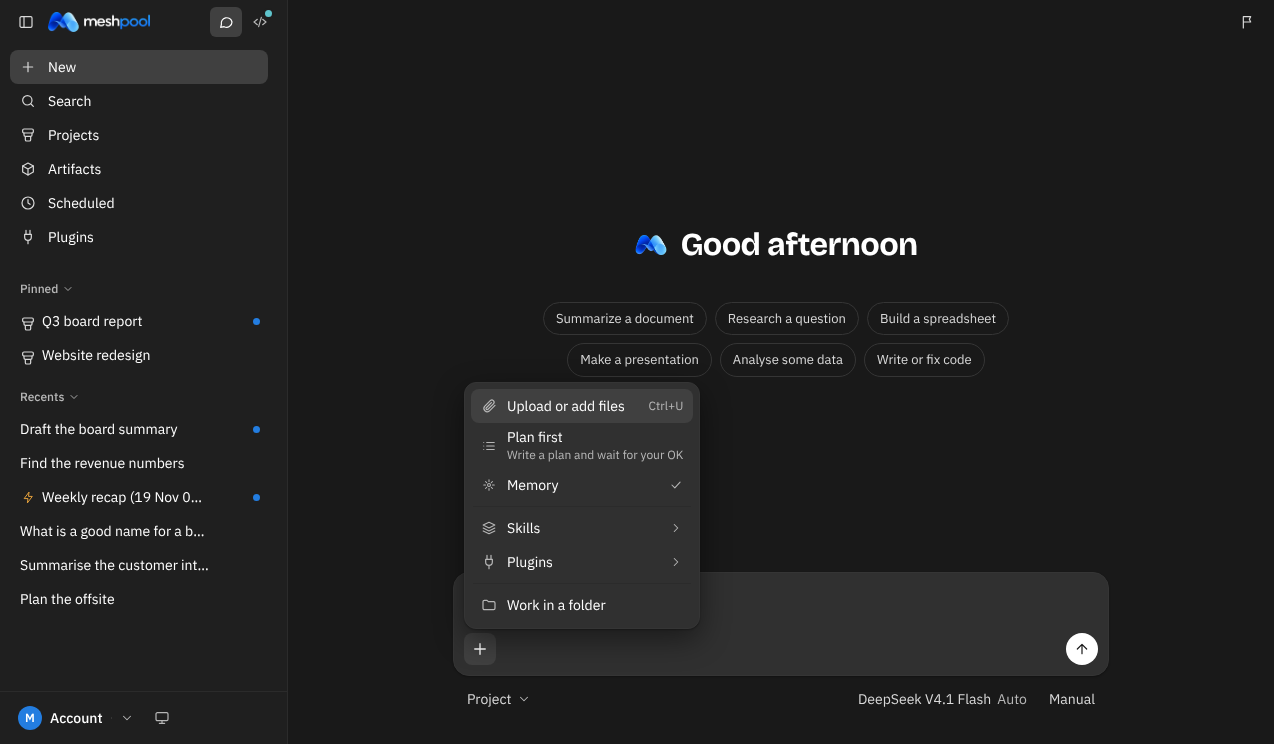 meshpool
New
Search
Projects
Artifacts
Scheduled
Plugins
Pinned
Q3 board report
Website redesign
Recents
Draft the board summary
Find the revenue numbers
Weekly recap (19 Nov 0...
What is a good name for a b...
Summarise the customer int...
Plan the offsite
M Account
Good afternoon
Summarize a document Research a question Build a spreadsheet
Make a presentation Analyse some data Write or fix code
Upload or add files Ctrl+U
Plan first
Write a plan and wait for your OK
Memory
Skills
Plugins
Work in a folder
Project DeepSeek V4.1 Flash Auto Manual